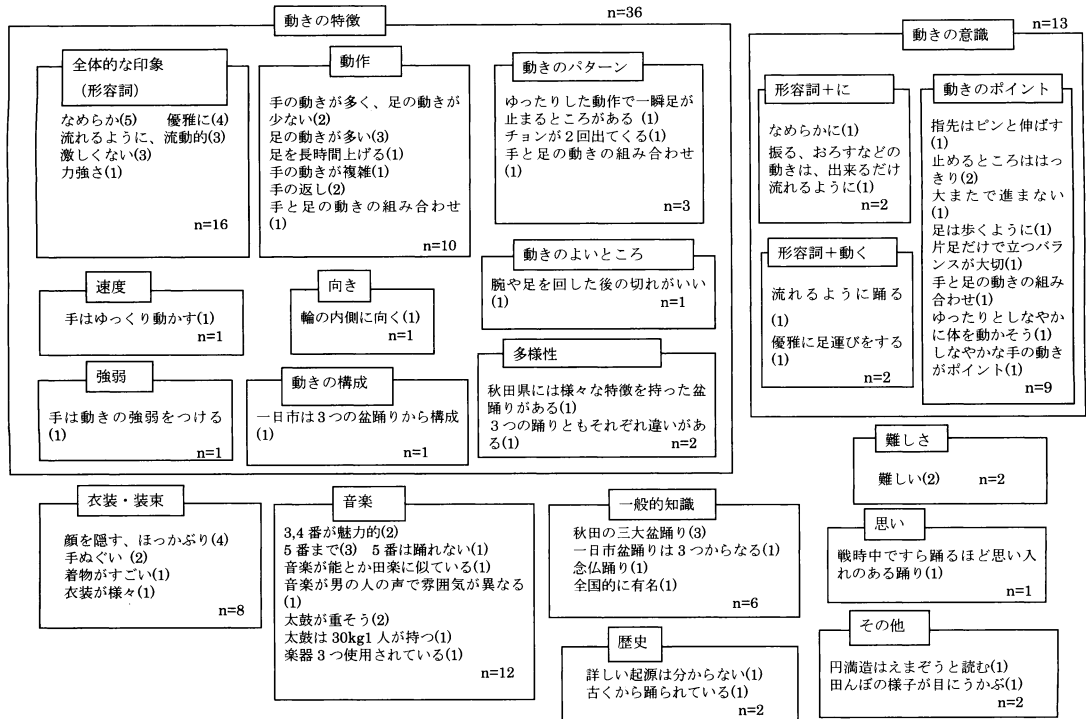 動きの特徴
n=36
全体的な印象
（形容詞）
なめらか(5)　優雅に(4)
流れるように、流動的(3)
激しくない(3)
力強さ(1)
n=16
動作
手の動きが多く、足の動きが
少ない(2)
足の動きが多い(3)
足を長時間上げる(1)
手の動きが複雑(1)
手の返し(2)
手と足の動きの組み合わせ
(1)
n=10
動きのパターン
ゆったりした動作で一瞬足が
止まるところがある (1)
チョンが２回出てくる(1)
手と足の動きの組み合わせ
(1)
n=3
速度
手はゆっくり動かす(1)
n=1
向き
輪の内側に向く(1)
n=1
動きのよいところ
腕や足を回した後の切れがいい
(1)
n=1
強弱
手は動きの強弱をつける
(1)
n=1
動きの構成
一日市は３つの盆踊りから構成
(1)
n=1
多様性
秋田県には様々な特徴を持った盆
踊りがある(1)
３つの踊りともそれぞれ違いがあ
る(1)
n=2
動きの意識
n=13
形容詞＋に
なめらかに(1)
振る、おろすなどの
動きは、出来るだけ
流れるように(1)
n=2
形容詞＋動く
流れるように踊る
(1)
優雅に足運びをする
(1)
n=2
動きのポイント
指先はピンと伸ばす
(1)
止めるところははっ
きり(2)
大またで進まない
(1)
足は歩くように(1)
片足だけで立つバラ
ンスが大切(1)
手と足の動きの組み
合わせ(1)
ゆったりとしなやか
に体を動かそう(1)
しなやかな手の動き
がポイント(1)
n=9
難しさ
難しい(2)　n=2
衣装・装束
顔を隠す、ほっかぶり(4)
手ぬぐい (2)
着物がすごい(1)
衣装が様々(1)
n=8
音楽
3,4 番が魅力的(2)
5 番まで(3)　5 番は踊れない(1)
音楽が能とか田楽に似ている(1)
音楽が男の人の声で雰囲気が異なる
(1)
太鼓が重そう(2)
太鼓は 30kg1 人が持つ(1)
楽器 3 つ使用されている(1)
n=12
一般的知識
秋田の三大盆踊り(3)
一日市盆踊りは３つからなる(1)
念仏踊り(1)
全国的に有名(1)
n=6
思い
戦時中ですら踊るほど思い入
れのある踊り(1)
n=1
歴史
詳しい起源は分からない(1)
古くから踊られている(1)
n=2
その他
円満造はえまぞうと読む(1)
田んぼの様子が目にうかぶ(1)
n=2